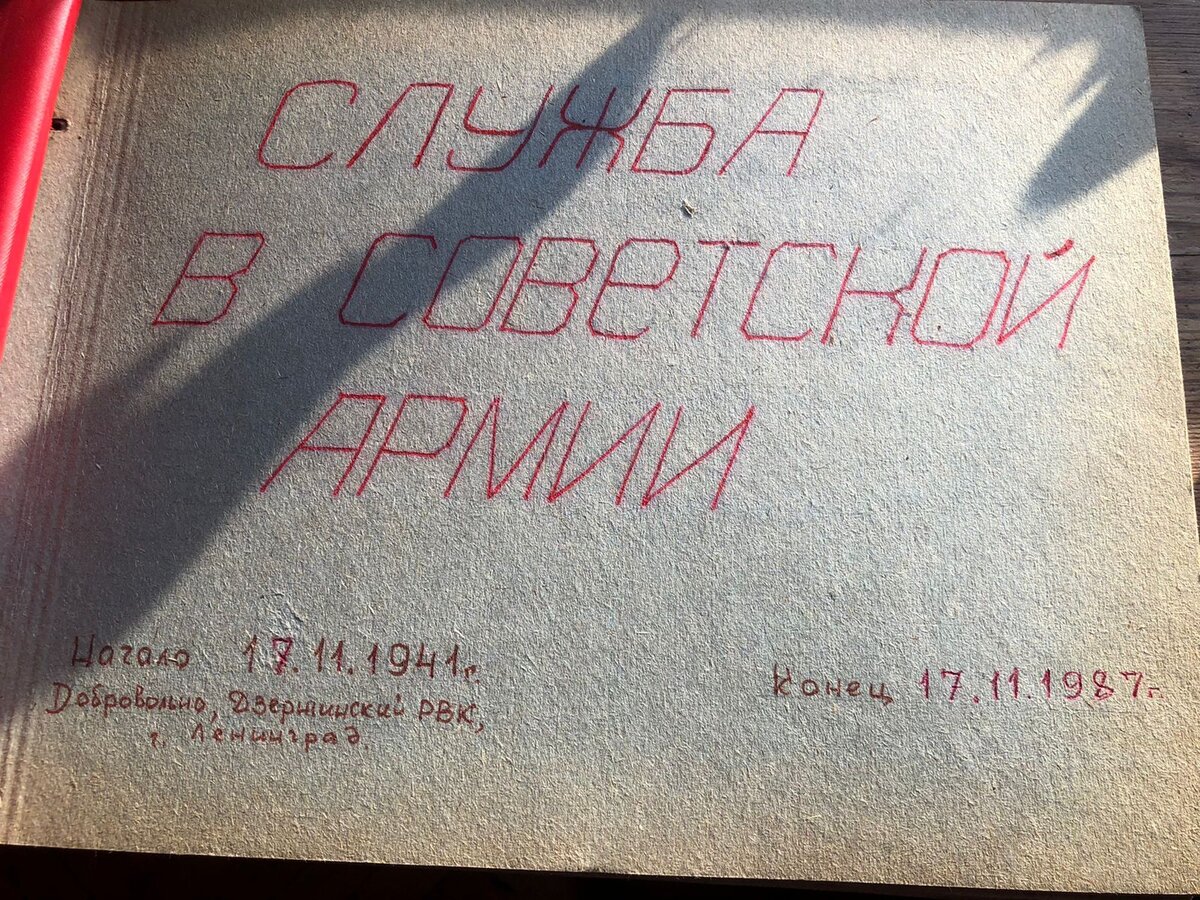 СЛУЖБА
В СОВЕТСКОЙ
АРМИИ
Начало 17.11.1941г.
Добровольно, Дзержинский РВК,
г. Ленинград.
Конец 17.11.1987г.